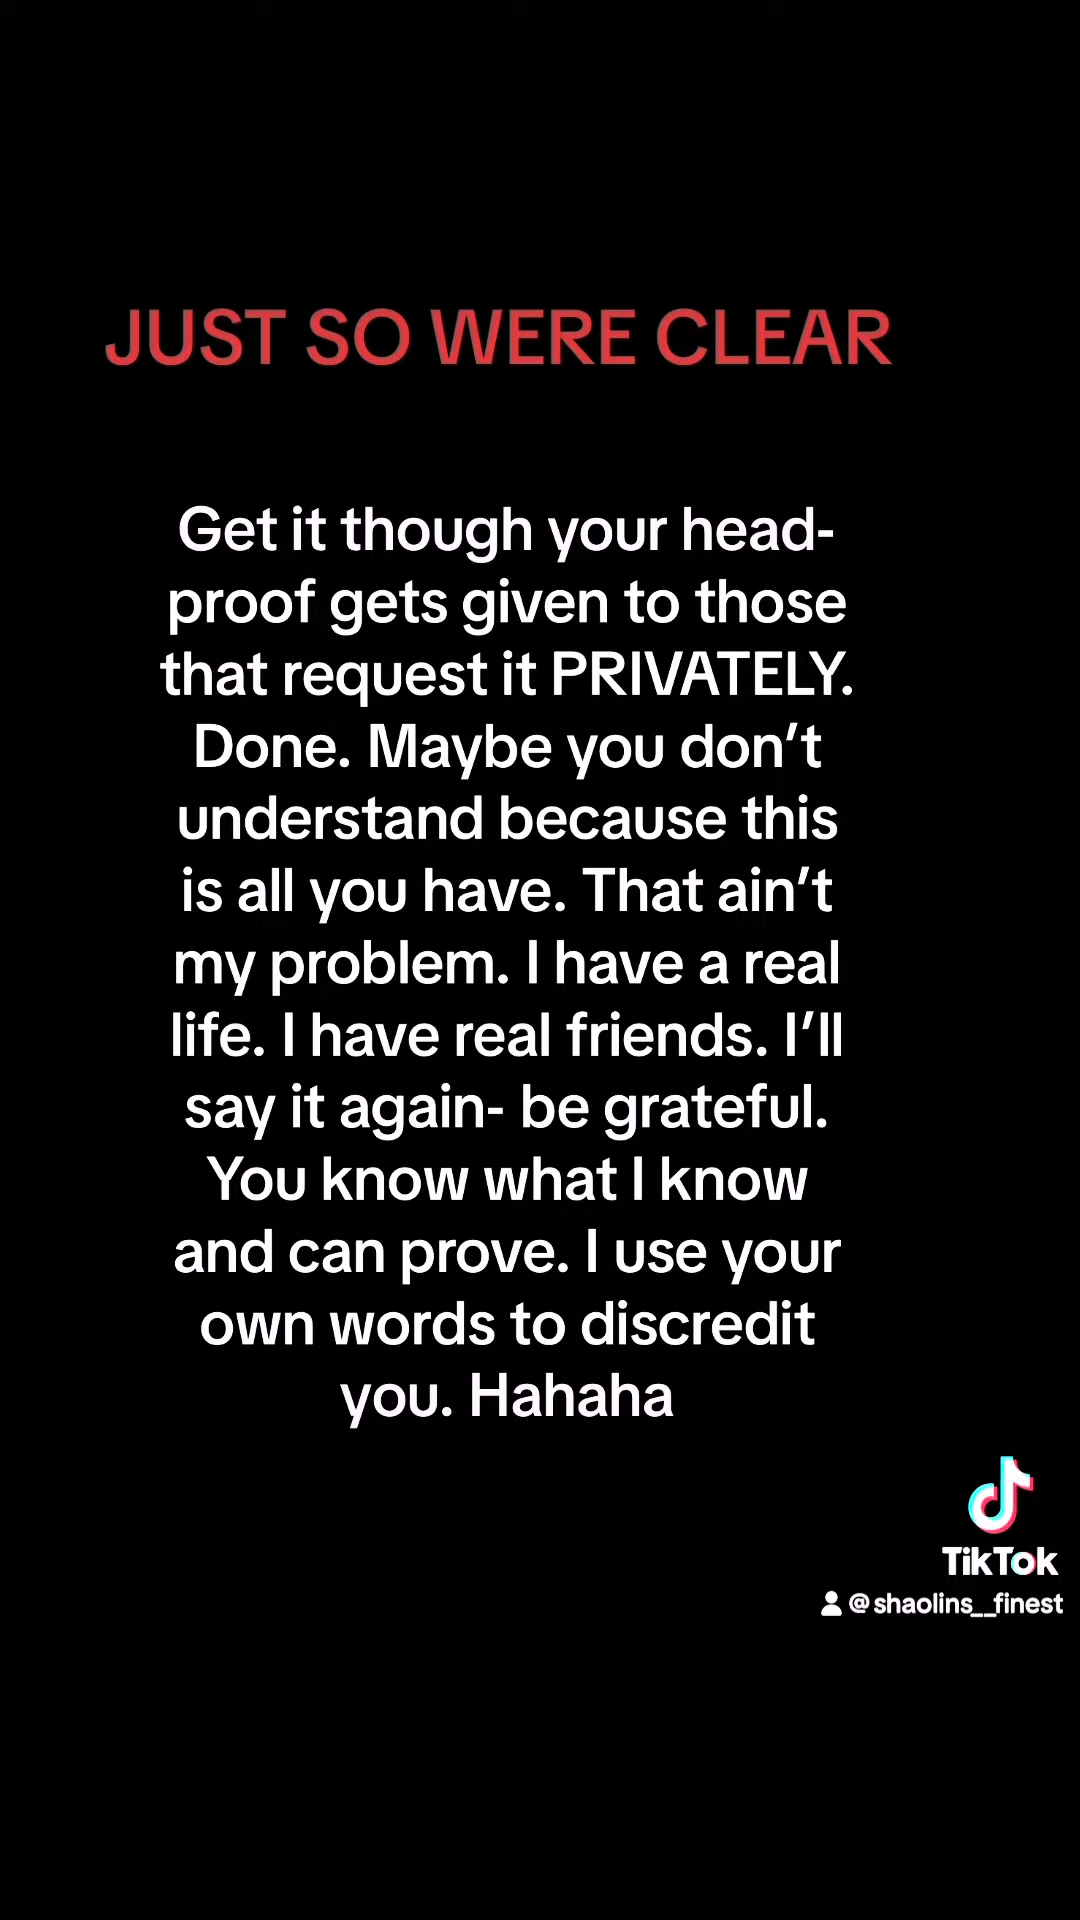 JUST SO WERE CLEAR
Get it though your head-
proof gets given to those
that request it PRIVATELY.
Done. Maybe you don’t
understand because this
is all you have. That ain’t
my problem. I have a real
life. I have real friends. I’ll
say it again- be grateful.
You know what I know
and can prove. I use your
own words to discredit
you. Hahaha
TikTok
@shaolins__finest